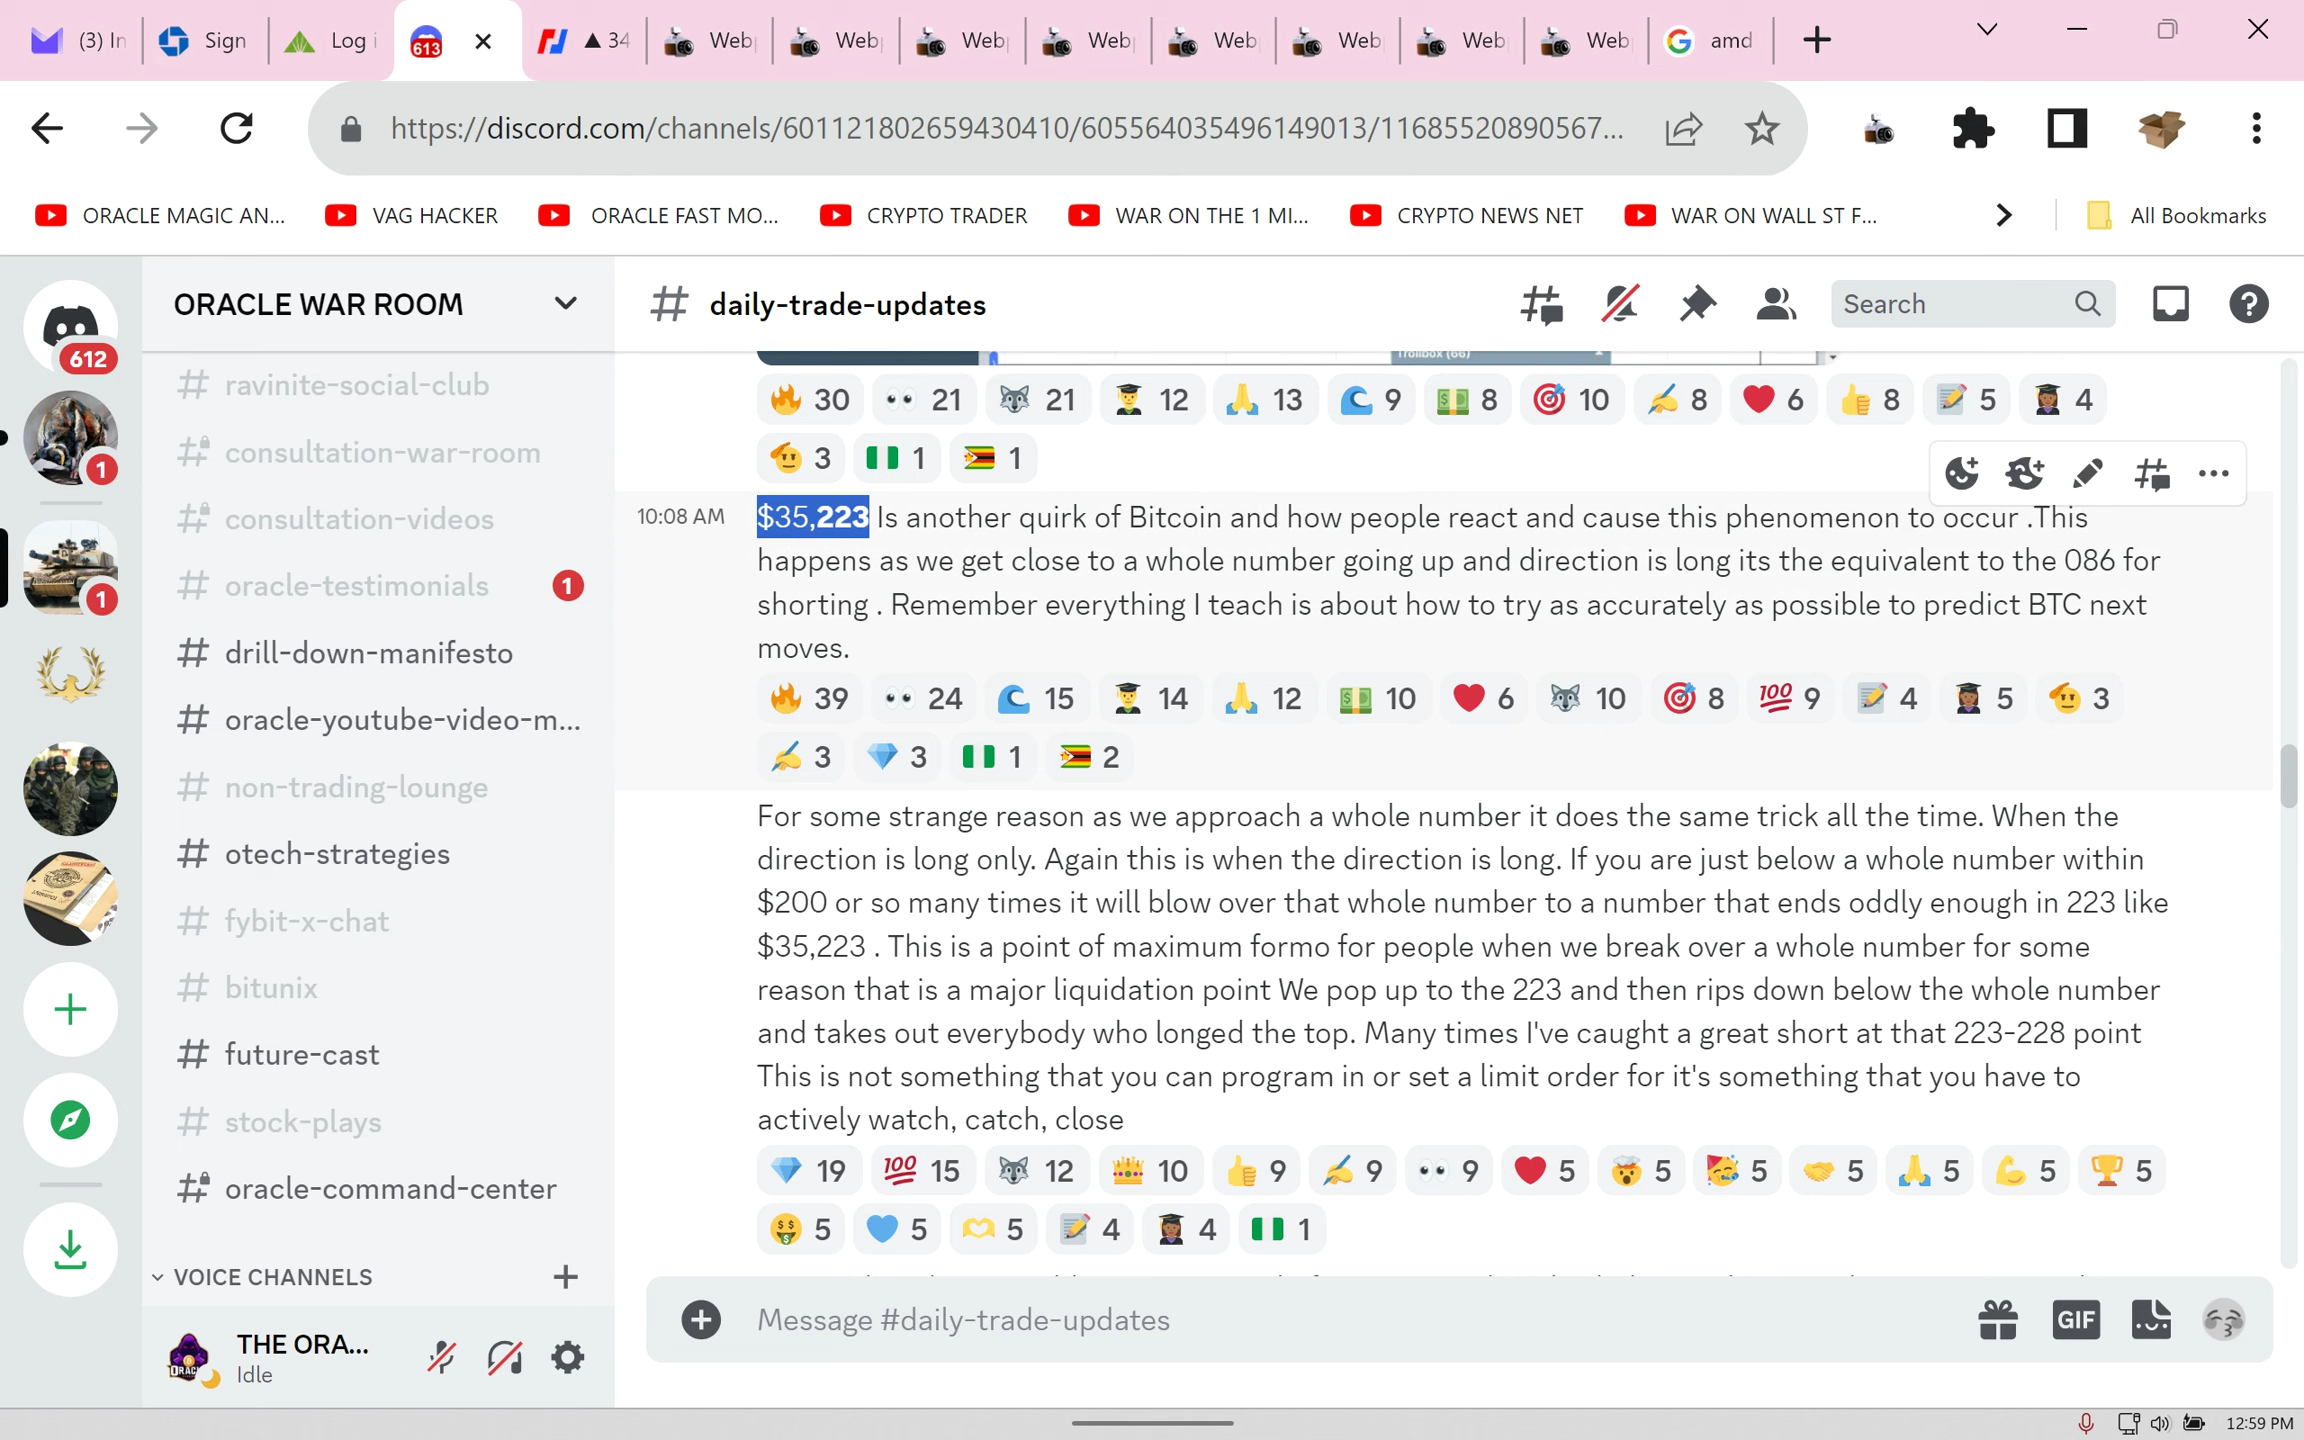 (3) In
Sign
Log i
613
▲ 34
Web
Web
Web
Web
Web
Web
Web
Web
amd
https://discord.com/channels/601121802659430410/605564035496149013/11685520890567...
ORACLE MAGIC AN...
VAG HACKER
ORACLE FAST MO...
CRYPTO TRADER
WAR ON THE 1 MI...
CRYPTO NEWS NET
WAR ON WALL ST F...
All Bookmarks
612
1
1
ORACLE WAR ROOM
# ravinite-social-club
# consultation-war-room
# consultation-videos
# oracle-testimonials 1
# drill-down-manifesto
# oracle-youtube-video-m...
# non-trading-lounge
# otech-strategies
# fybit-x-chat
# bitunix
# future-cast
# stock-plays
# oracle-command-center
VOICE CHANNELS
THE ORA...
Idle
# daily-trade-updates
Search
Trollbox (66)
🔥 30 👀 21 🐺 21 👨‍🎓 12 🙏 13 🌊 9 💵 8 🎯 10 ✍️ 8 ❤️ 6 👍 8 📝 5 👩🏾‍🎓 4
🫡 3 🇳🇬 1 🇿🇼 1
10:08 AM
$35,223 Is another quirk of Bitcoin and how people react and cause this phenomenon to occur .This
happens as we get close to a whole number going up and direction is long its the equivalent to the 086 for
shorting . Remember everything I teach is about how to try as accurately as possible to predict BTC next
moves.
🔥 39 👀 24 🌊 15 👨‍🎓 14 🙏 12 💵 10 ❤️ 6 🐺 10 🎯 8 💯 9 📝 4 👩🏾‍🎓 5 🫡 3
✍️ 3 💎 3 🇳🇬 1 🇿🇼 2
For some strange reason as we approach a whole number it does the same trick all the time. When the
direction is long only. Again this is when the direction is long. If you are just below a whole number within
$200 or so many times it will blow over that whole number to a number that ends oddly enough in 223 like
$35,223 . This is a point of maximum formo for people when we break over a whole number for some
reason that is a major liquidation point We pop up to the 223 and then rips down below the whole number
and takes out everybody who longed the top. Many times I've caught a great short at that 223-228 point
This is not something that you can program in or set a limit order for it's something that you have to
actively watch, catch, close
💎 19 💯 15 🐺 12 👑 10 👍 9 ✍️ 9 👀 9 ❤️ 5 🤯 5 🥳 5 🤝 5 🙏 5 💪 5 🏆 5
🤑 5 💙 5 🫶 5 📝 4 👩🏾‍🎓 4 🇳🇬 1
Message #daily-trade-updates
GIF
12:59 PM